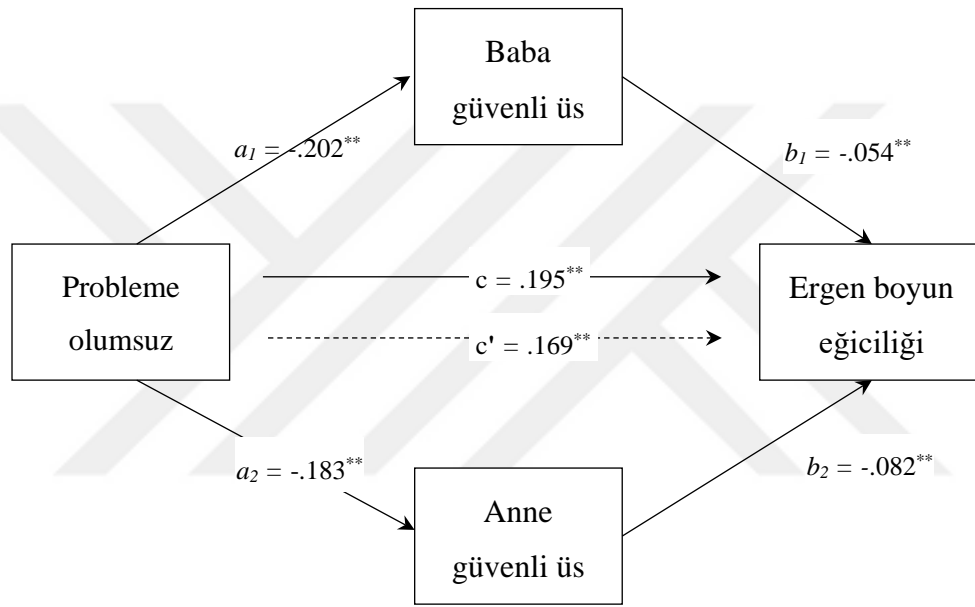 Baba
güvenli üs
a₁ = -.202**
b₁ = -.054**
Probleme
olumsuz
c = .195**
c' = .169**
Ergen boyun
eğiciliği
a₂ = -.183**
b₂ = -.082**
Anne
güvenli üs